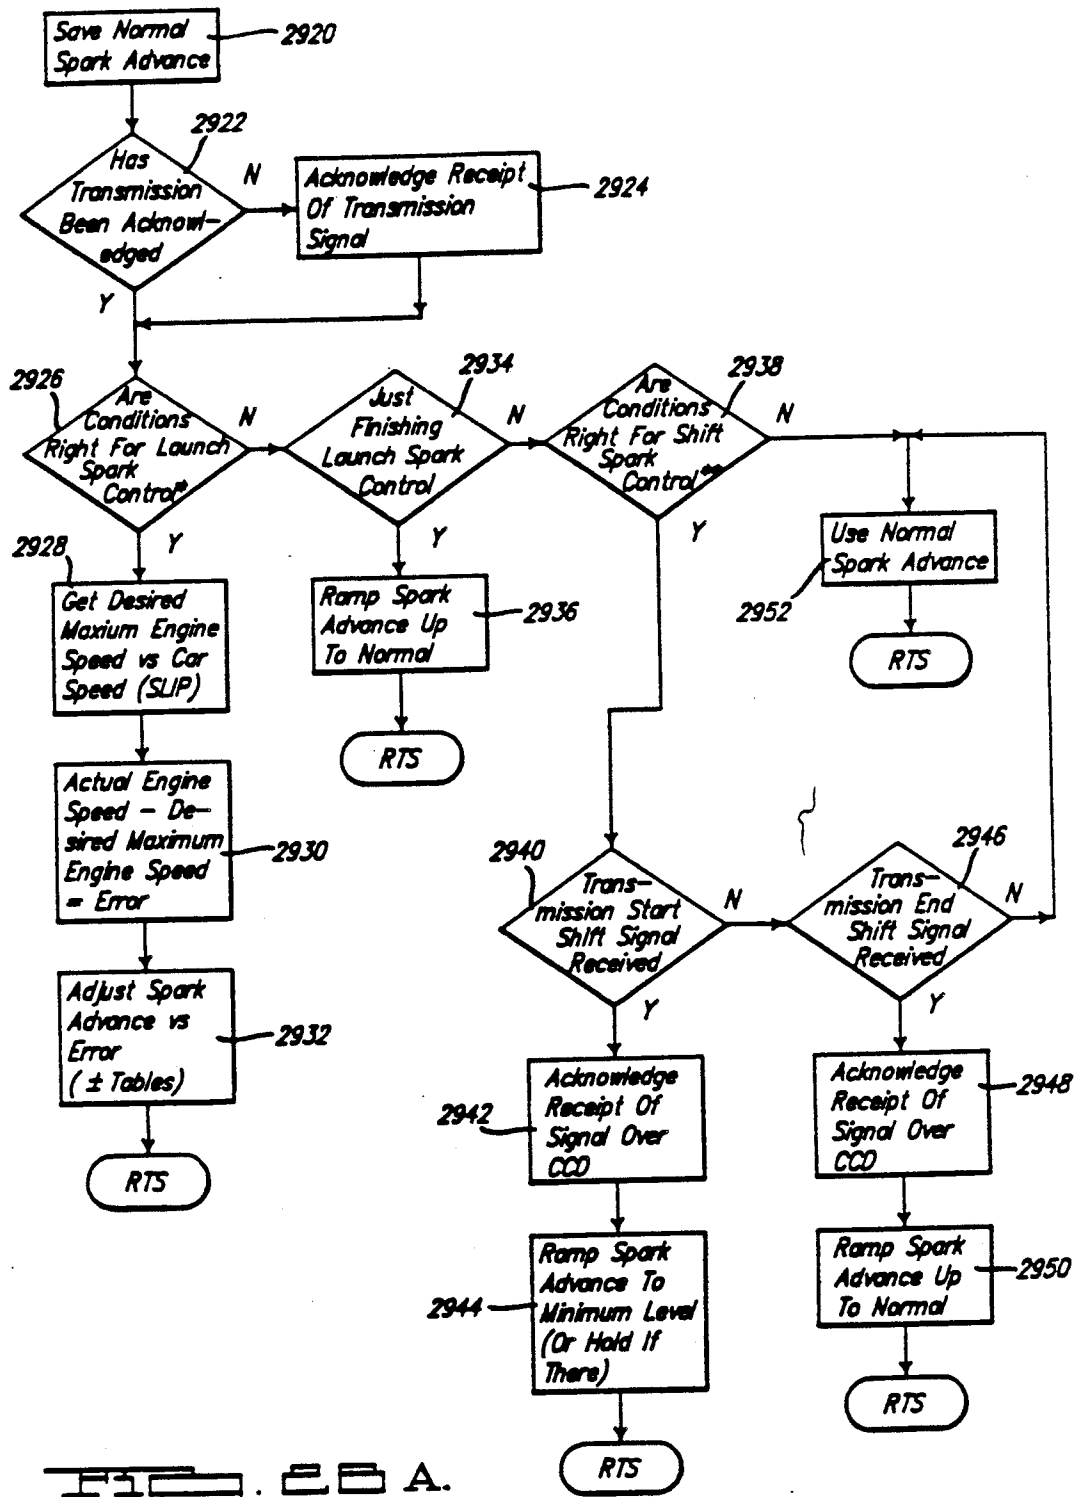 Save Normal
Spark Advance
2920
2922
Has
Transmission
Been Acknowl-
edged
N
Y
Acknowledge Receipt
Of Transmission
Signal
2924
2926
Are
Conditions
Right For Launch
Spark
Control*
N
Y
2934
Just
Finishing
Launch Spark
Control
N
Y
2938
Are
Conditions
Right For Shift
Spark
Control**
N
Y
2928
Get Desired
Maxium Engine
Speed vs Car
Speed (SLIP)
Ramp Spark
Advance Up
To Normal
2936
RTS
Use Normal
Spark Advance
2952
RTS
Actual Engine
Speed - De-
sired Maximum
Engine Speed
= Error
2930
Adjust Spark
Advance vs
Error
(± Tables)
2932
RTS
2940
Trans-
mission Start
Shift Signal
Received
N
Y
2946
Trans-
mission End
Shift Signal
Received
N
Y
Acknowledge
Receipt Of
Signal Over
CCD
2942
Acknowledge
Receipt Of
Signal Over
CCD
2948
Ramp Spark
Advance To
Minimum Level
(Or Hold If
There)
2944
RTS
Ramp Spark
Advance Up
To Normal
2950
RTS
A.